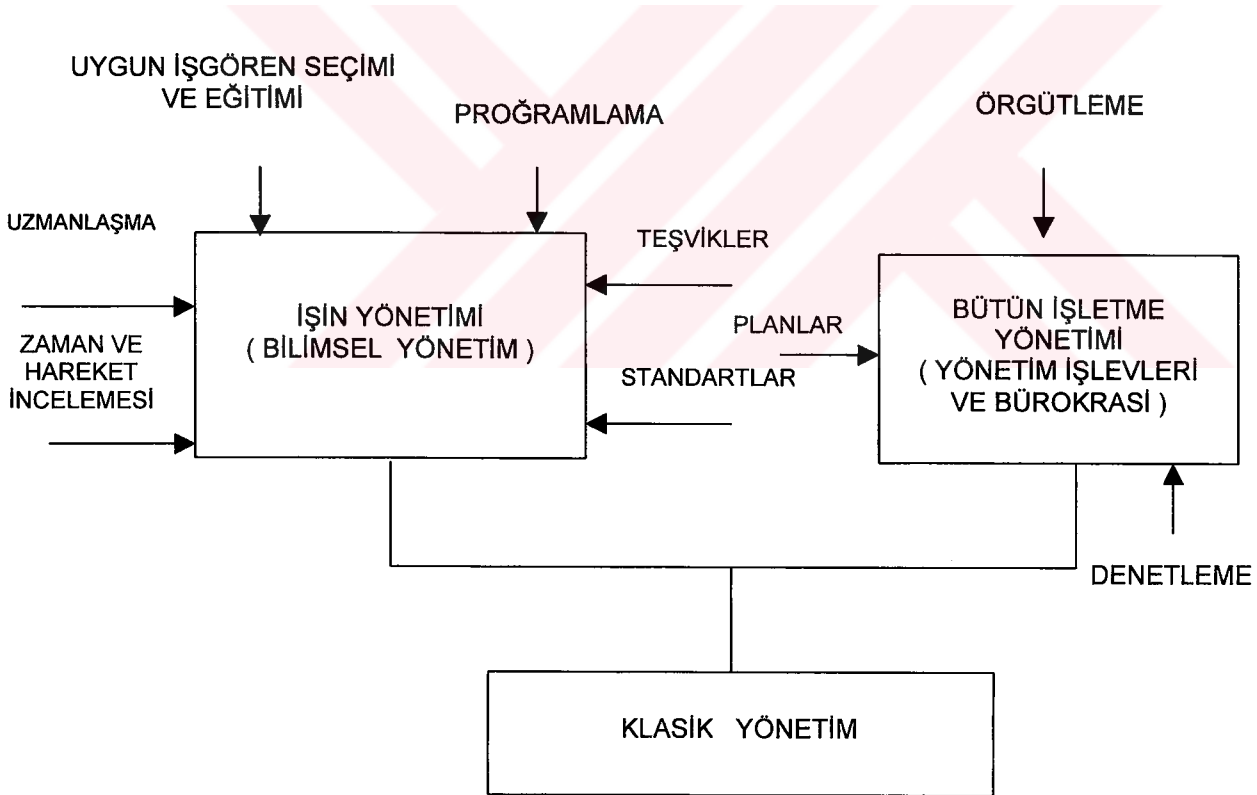 UYGUN İŞGÖREN SEÇİMİ
VE EĞİTİMİ
PROĞRAMLAMA
ÖRGÜTLEME
UZMANLAŞMA
ZAMAN VE
HAREKET
İNCELEMESİ
İŞİN YÖNETİMİ
( BİLİMSEL YÖNETİM )
TEŞVİKLER
STANDARTLAR
PLANLAR
BÜTÜN İŞLETME
YÖNETİMİ
( YÖNETİM İŞLEVLERİ
VE BÜROKRASİ )
DENETLEME
KLASİK YÖNETİM